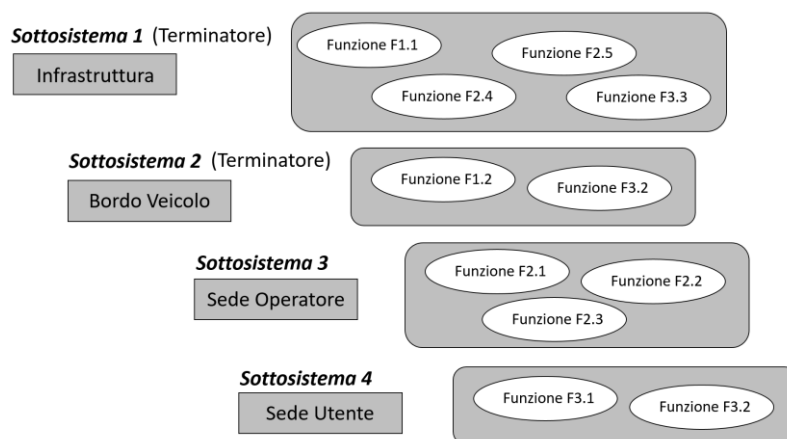 Sottosistema 1 (Terminatore)
Infrastruttura
Funzione F1.1
Funzione F2.5
Funzione F2.4
Funzione F3.3
Sottosistema 2 (Terminatore)
Bordo Veicolo
Funzione F1.2
Funzione F3.2
Sottosistema 3
Sede Operatore
Funzione F2.1
Funzione F2.2
Funzione F2.3
Sottosistema 4
Sede Utente
Funzione F3.1
Funzione F3.2